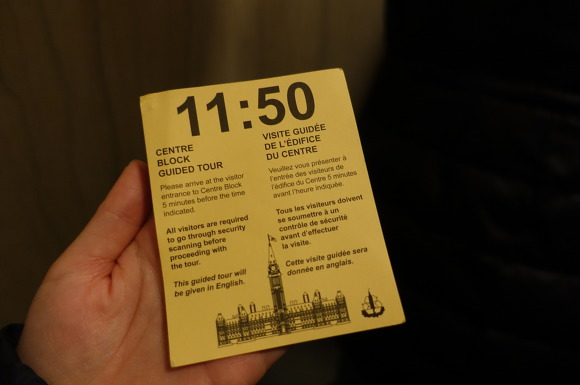 11:50
CENTRE
BLOCK
GUIDED TOUR
Please arrive at the visitor
entrance to Centre Block
5 minutes before the time
indicated.
All visitors are required
to go through security
scanning before
proceeding with
the tour.
This guided tour will
be given in English.
VISITE GUIDÉE
DE L'ÉDIFICE
DU CENTRE
Veuillez vous présenter à
l'entrée des visiteurs de
l'édifice du Centre 5 minutes
avant l'heure indiquée.
Tous les visiteurs doivent
se soumettre à un
contrôle de sécurité
avant d'effectuer
la visite.
Cette visite guidée sera
donnée en anglais.